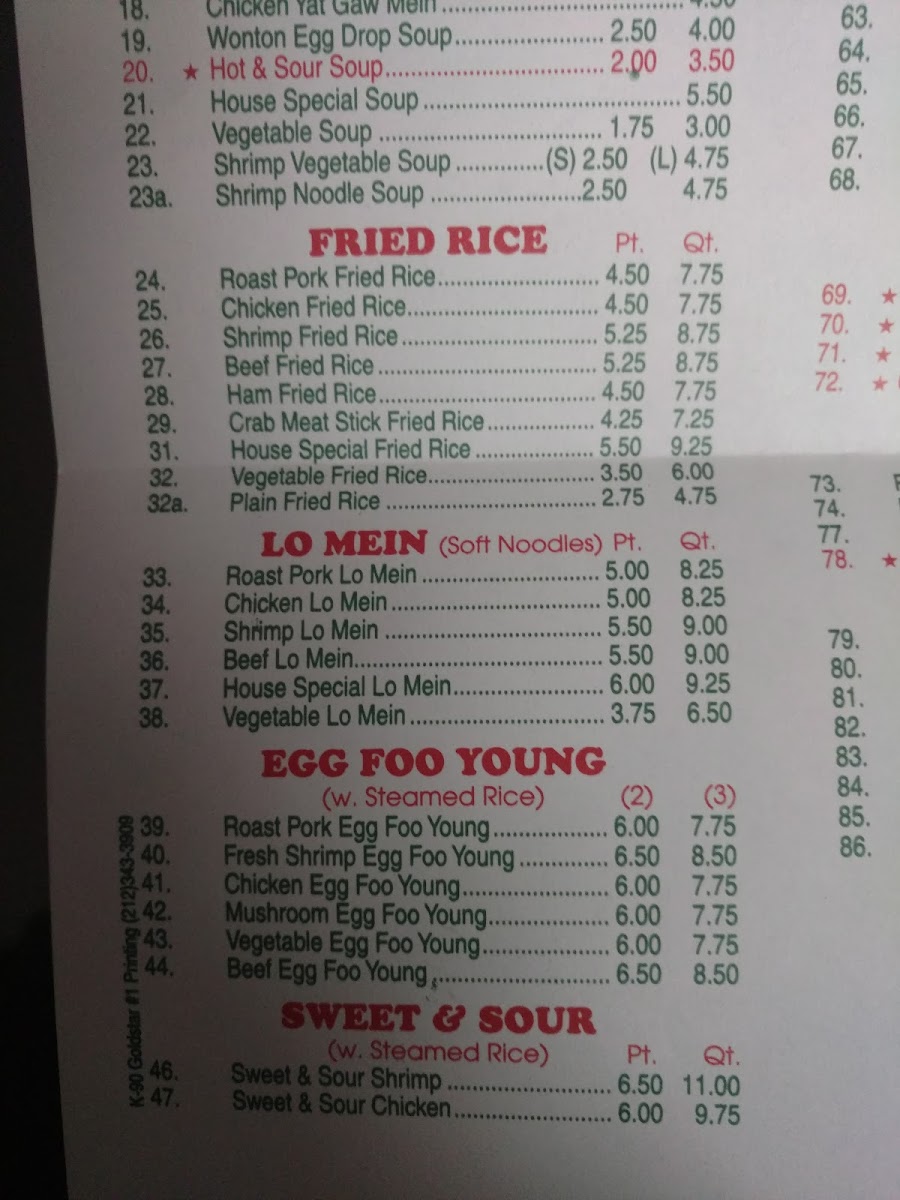 18. Chicken Yat Gaw Mein
19. Wonton Egg Drop Soup 2.50 4.00
20. ★ Hot & Sour Soup 2.00 3.50
21. House Special Soup 5.50
22. Vegetable Soup 1.75 3.00
23. Shrimp Vegetable Soup (S) 2.50 (L) 4.75
23a. Shrimp Noodle Soup 2.50 4.75
FRIED RICE Pt. Qt.
24. Roast Pork Fried Rice 4.50 7.75
25. Chicken Fried Rice 4.50 7.75
26. Shrimp Fried Rice 5.25 8.75
27. Beef Fried Rice 5.25 8.75
28. Ham Fried Rice 4.50 7.75
29. Crab Meat Stick Fried Rice 4.25 7.25
31. House Special Fried Rice 5.50 9.25
32. Vegetable Fried Rice 3.50 6.00
32a. Plain Fried Rice 2.75 4.75
LO MEIN (Soft Noodles) Pt. Qt.
33. Roast Pork Lo Mein 5.00 8.25
34. Chicken Lo Mein 5.00 8.25
35. Shrimp Lo Mein 5.50 9.00
36. Beef Lo Mein 5.50 9.00
37. House Special Lo Mein 6.00 9.25
38. Vegetable Lo Mein 3.75 6.50
EGG FOO YOUNG
(w. Steamed Rice) (2) (3)
39. Roast Pork Egg Foo Young 6.00 7.75
40. Fresh Shrimp Egg Foo Young 6.50 8.50
41. Chicken Egg Foo Young 6.00 7.75
42. Mushroom Egg Foo Young 6.00 7.75
43. Vegetable Egg Foo Young 6.00 7.75
44. Beef Egg Foo Young 6.50 8.50
SWEET & SOUR
(w. Steamed Rice) Pt. Qt.
46. Sweet & Sour Shrimp 6.50 11.00
47. Sweet & Sour Chicken 6.00 9.75
K-90 Goldstar #1 Printing (212)343-3909
63.
64.
65.
66.
67.
68.
69. ★
70. ★
71. ★
72. ★
73.
74.
77.
78. ★
79.
80.
81.
82.
83.
84.
85.
86.